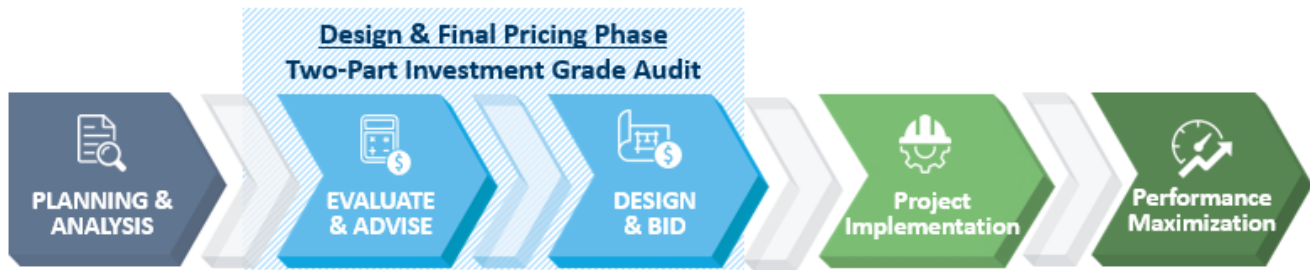 Design & Final Pricing Phase
Two-Part Investment Grade Audit
PLANNING &
ANALYSIS
$
EVALUATE
& ADVISE
$
DESIGN
& BID
Project
Implementation
Performance
Maximization